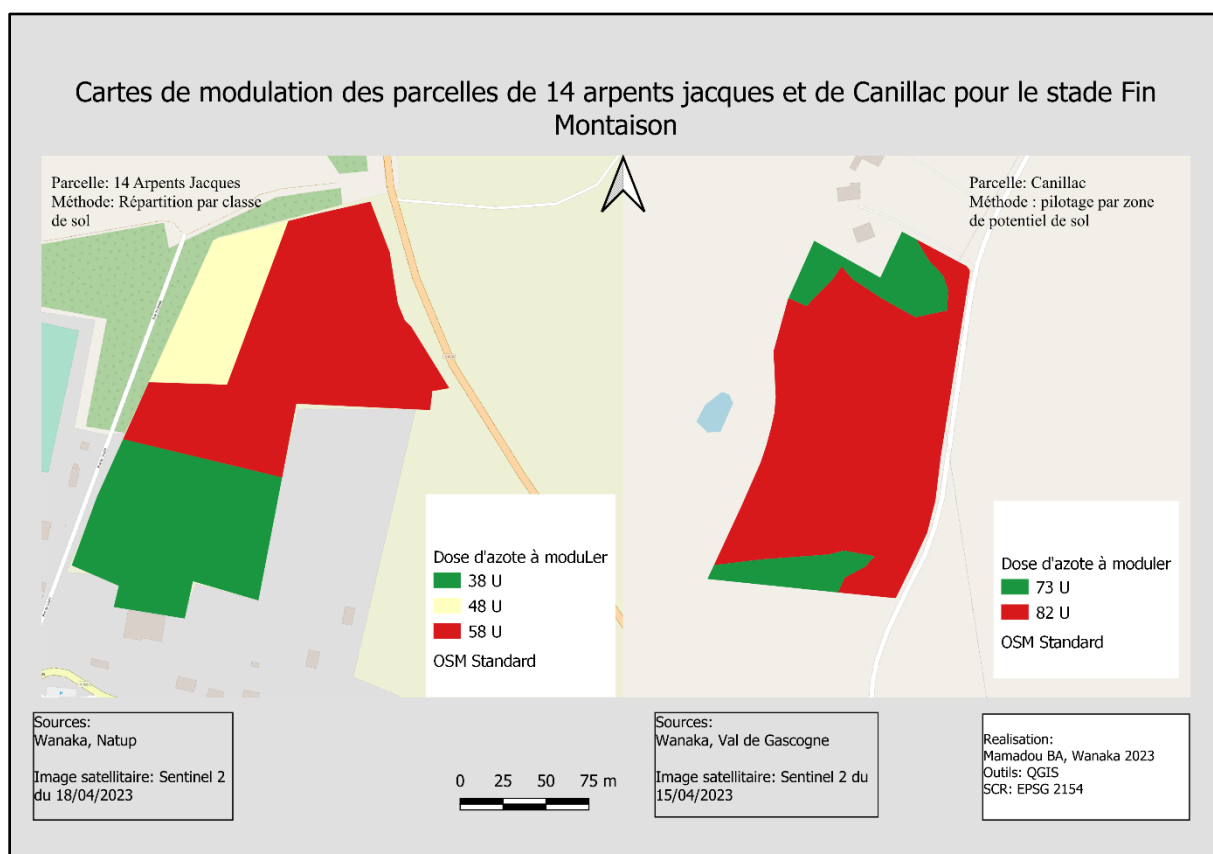 Cartes de modulation des parcelles de 14 arpents jacques et de Canillac pour le stade Fin
Montaison
Parcelle: 14 Arpents Jacques
Méthode: Répartition par classe
de sol
Parcelle: Canillac
Méthode : pilotage par zone
de potentiel de sol
Dose d'azote à moduLer
38 U
48 U
58 U
OSM Standard
Dose d'azote à moduler
73 U
82 U
OSM Standard
Sources:
Wanaka, Natup
Image satellitaire: Sentinel 2
du 18/04/2023
0 25 50 75 m
Sources:
Wanaka, Val de Gascogne
Image satellitaire: Sentinel 2 du
15/04/2023
Realisation:
Mamadou BA, Wanaka 2023
Outils: QGIS
SCR: EPSG 2154